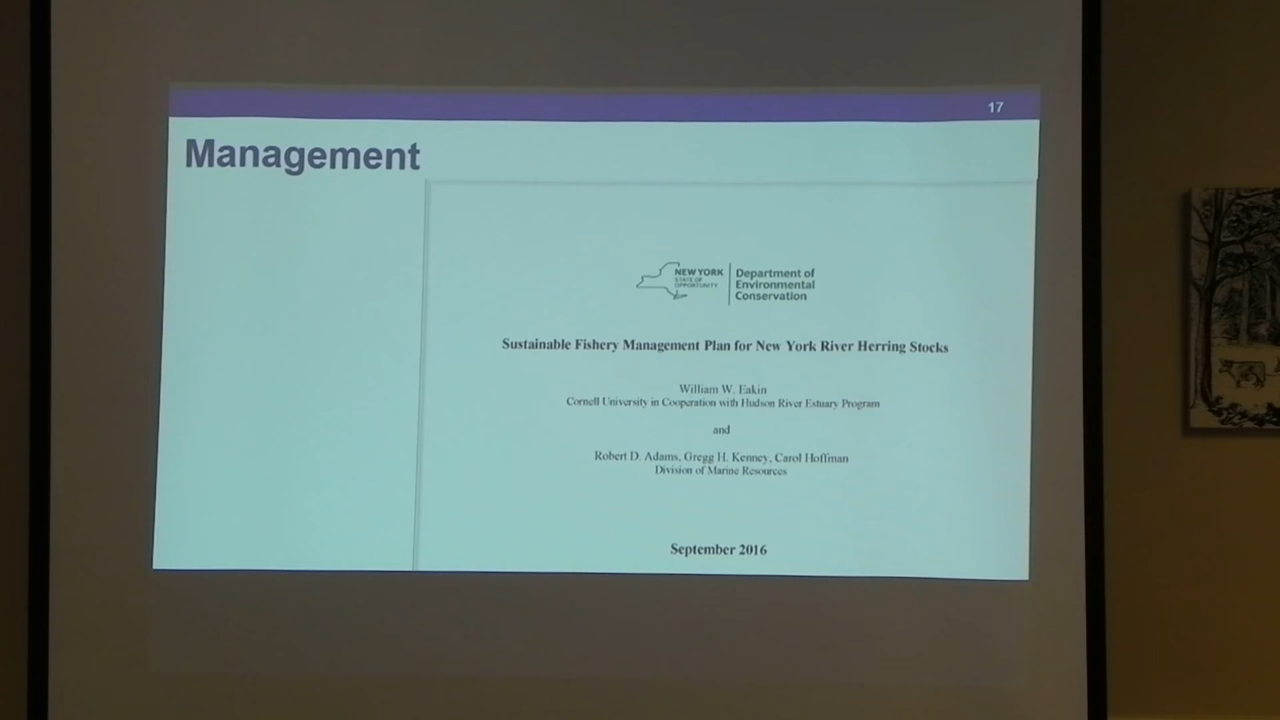 17
Management
NEW YORK
STATE OF
OPPORTUNITY
Department of
Environmental
Conservation
Sustainable Fishery Management Plan for New York River Herring Stocks
William W. Eakin
Cornell University in Cooperation with Hudson River Estuary Program
and
Robert D. Adams, Gregg H. Kenney, Carol Hoffman
Division of Marine Resources
September 2016